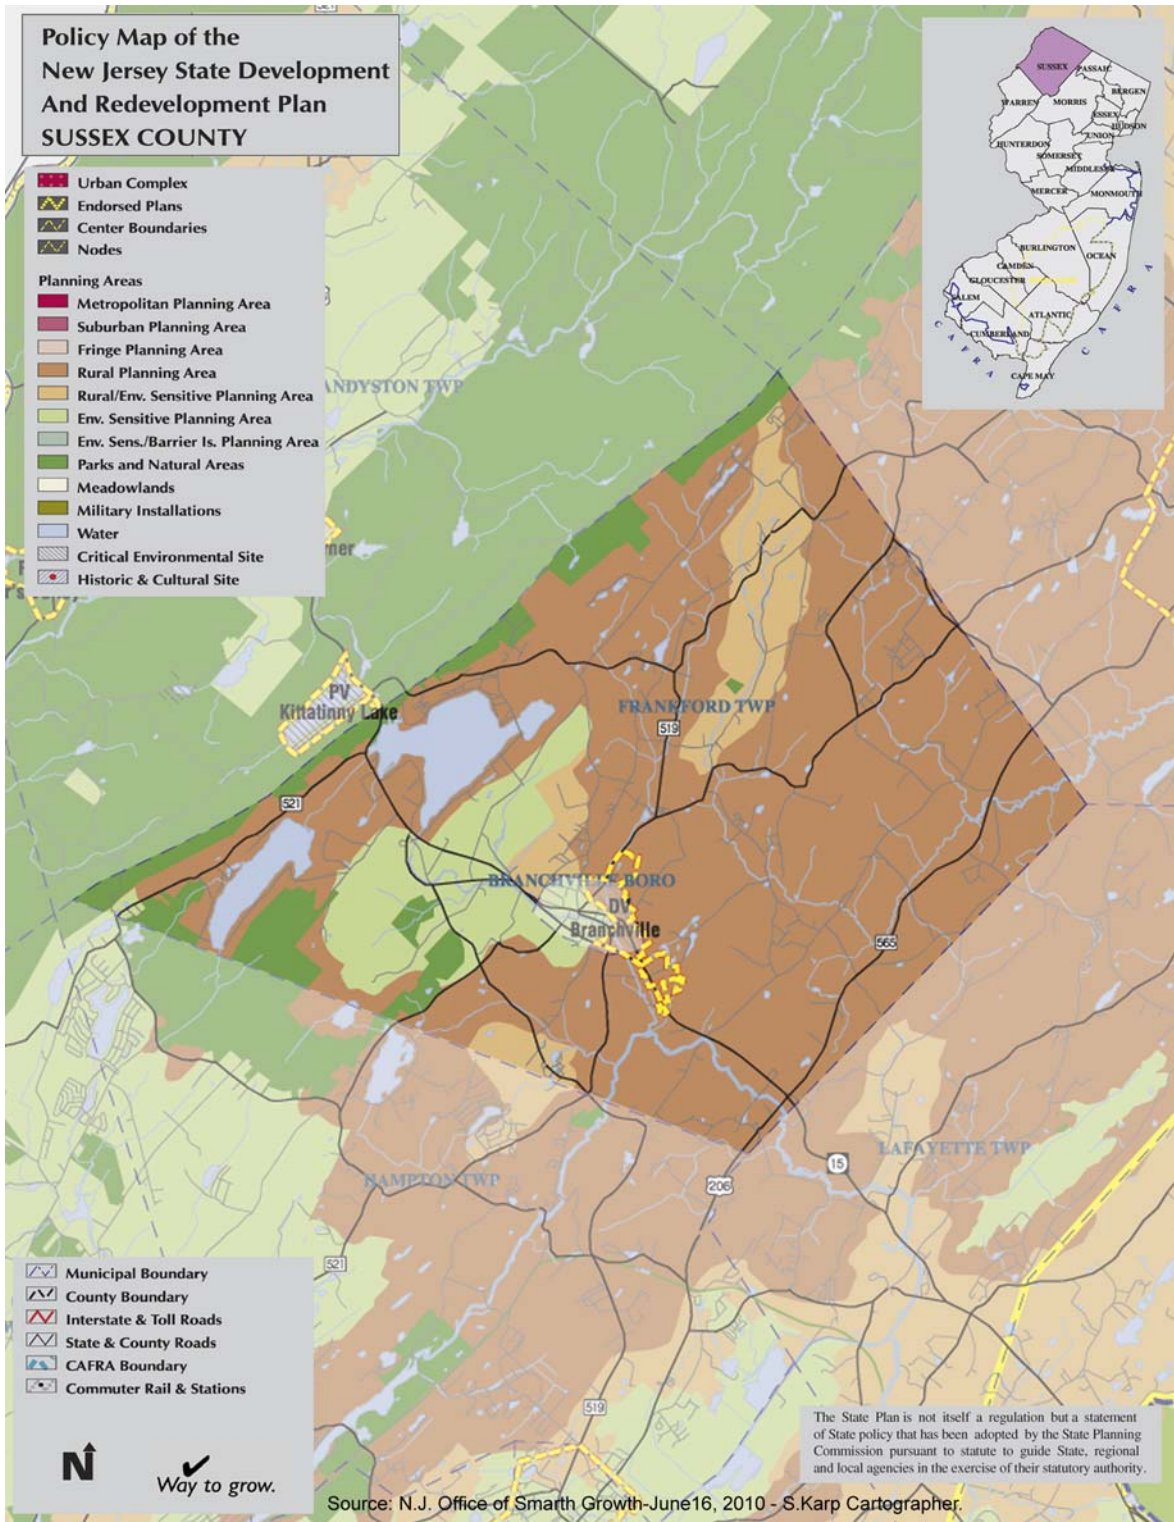 521
Policy Map of the
New Jersey State Development
And Redevelopment Plan
SUSSEX COUNTY
Urban Complex
Endorsed Plans
Center Boundaries
Nodes
Planning Areas
Metropolitan Planning Area
Suburban Planning Area
Fringe Planning Area
Rural Planning Area
Rural/Env. Sensitive Planning Area
Env. Sensitive Planning Area
Env. Sens./Barrier Is. Planning Area
Parks and Natural Areas
Meadowlands
Military Installations
Water
Critical Environmental Site
Historic & Cultural Site
SUSSEX
PASSAIC
BERGEN
WARREN
MORRIS
ESSEX
HUDSON
UNION
HUNTERDON
SOMERSET
MIDDLESEX
MERCER
MONMOUTH
BURLINGTON
OCEAN
CAMDEN
GLOUCESTER
SALEM
ATLANTIC
CUMBERLAND
CAPE MAY
CAFRA
CAFRA
ANDYSTON TWP
ner
PV
Kittatinny Lake
FRANKFORD TWP
519
521
BRANCHVILLE BORO
DV
Branchville
565
LAFAYETTE TWP
15
HAMPTON TWP
206
521
519
Municipal Boundary
County Boundary
Interstate & Toll Roads
State & County Roads
CAFRA Boundary
Commuter Rail & Stations
N
Way to grow.
The State Plan is not itself a regulation but a statement
of State policy that has been adopted by the State Planning
Commission pursuant to statute to guide State, regional
and local agencies in the exercise of their statutory authority.
Source: N.J. Office of Smarth Growth-June16, 2010 - S.Karp Cartographer.